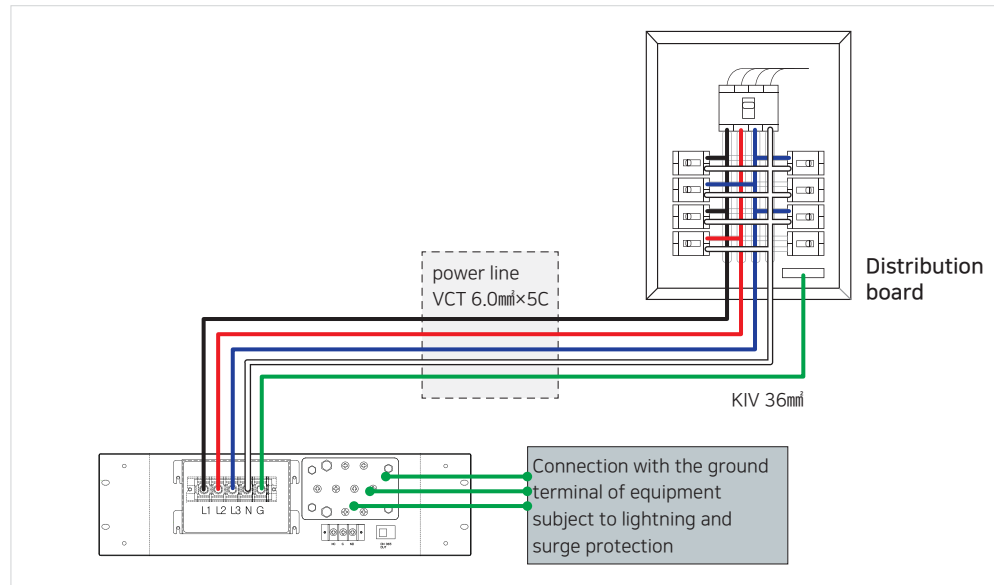 Distribution
board
power line
VCT 6.0㎟×5C
KIV 36㎟
Connection with the ground
terminal of equipment
subject to lightning and
surge protection
L1 L2 L3 N G